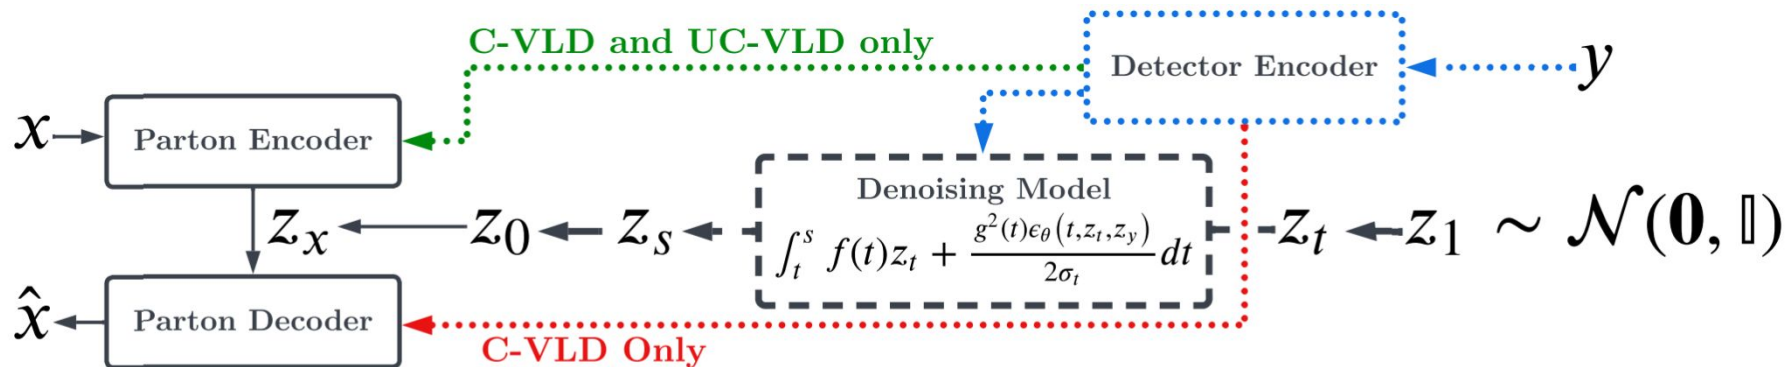 C-VLD and UC-VLD only
Detector Encoder
y
x
Parton Encoder
Denoising Model
z_x
z_0
z_s
∫_t^s f(t)z_t + \frac{g^2(t)ϵ_θ(t,z_t,z_y)}{2σ_t}dt
z_t
z_1 ∼ 𝒩(𝟎, 𝕀)
x̂
Parton Decoder
C-VLD Only